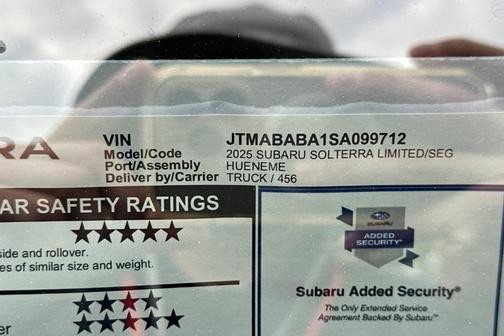 RA
VIN JTMABABA1SA099712
Model/Code 2025 SUBARU SOLTERRA LIMITED/SEG
Port/Assembly HUENEME
Deliver by/Carrier TRUCK / 456
AR SAFETY RATINGS
side and rollover.
es of similar size and weight.
SUBARU
ADDED
SECURITY
Subaru Added Security®
The Only Extended Service
Agreement Backed By Subaru™